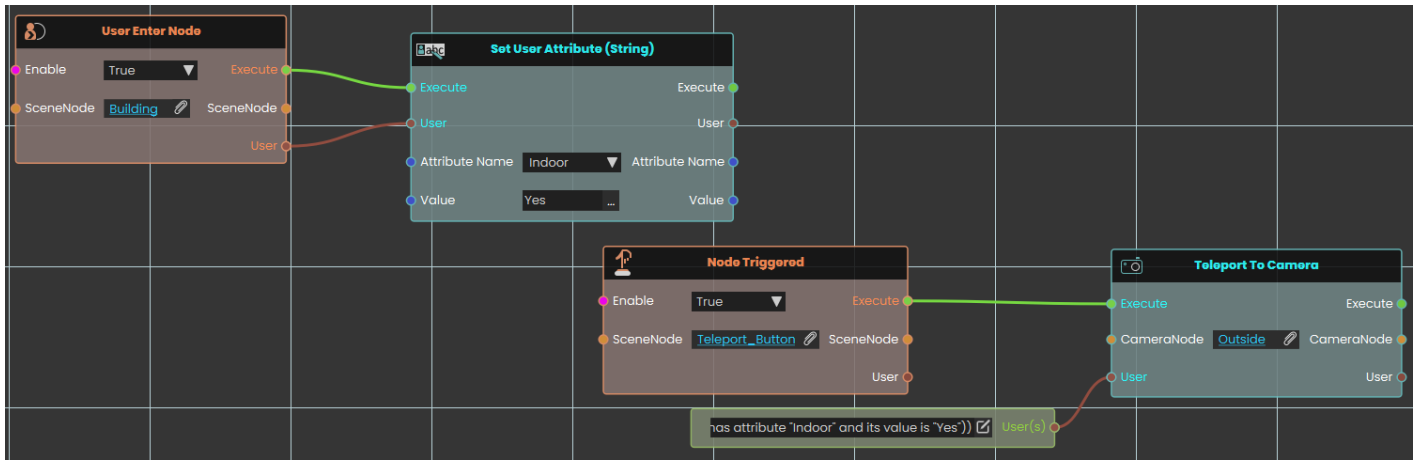 User Enter Node
Enable True Execute
SceneNode Building SceneNode
User
abc Set User Attribute (String)
Execute Execute
User User
Attribute Name Indoor Attribute Name
Value Yes ... Value
Node Triggered
Enable True Execute
SceneNode Teleport_Button SceneNode
User
Teleport To Camera
Execute Execute
CameraNode Outside CameraNode
User User
has attribute "Indoor" and its value is "Yes")) User(s)